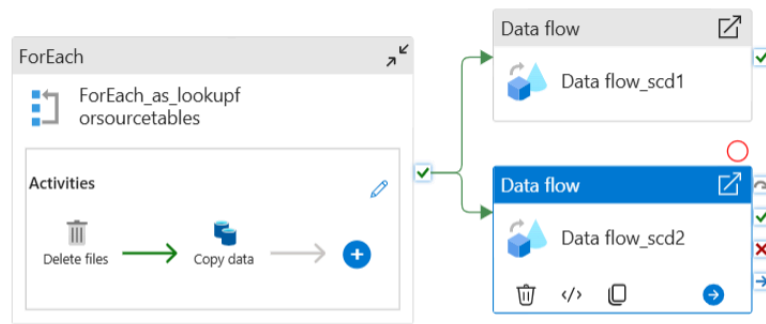 ForEach
ForEach_as_lookupf
orsourcetables
Activities
Delete files
Copy data
Data flow
Data flow_scd1
Data flow
Data flow_scd2